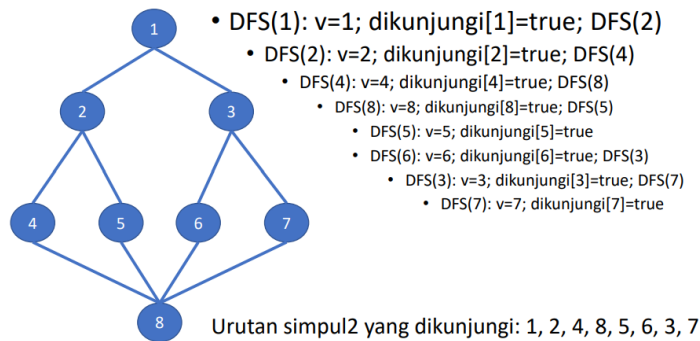 1
2
3
4
5
6
7
8
• DFS(1): v=1; dikunjungi[1]=true; DFS(2)
• DFS(2): v=2; dikunjungi[2]=true; DFS(4)
• DFS(4): v=4; dikunjungi[4]=true; DFS(8)
• DFS(8): v=8; dikunjungi[8]=true; DFS(5)
• DFS(5): v=5; dikunjungi[5]=true
• DFS(6): v=6; dikunjungi[6]=true; DFS(3)
• DFS(3): v=3; dikunjungi[3]=true; DFS(7)
• DFS(7): v=7; dikunjungi[7]=true
Urutan simpul2 yang dikunjungi: 1, 2, 4, 8, 5, 6, 3, 7